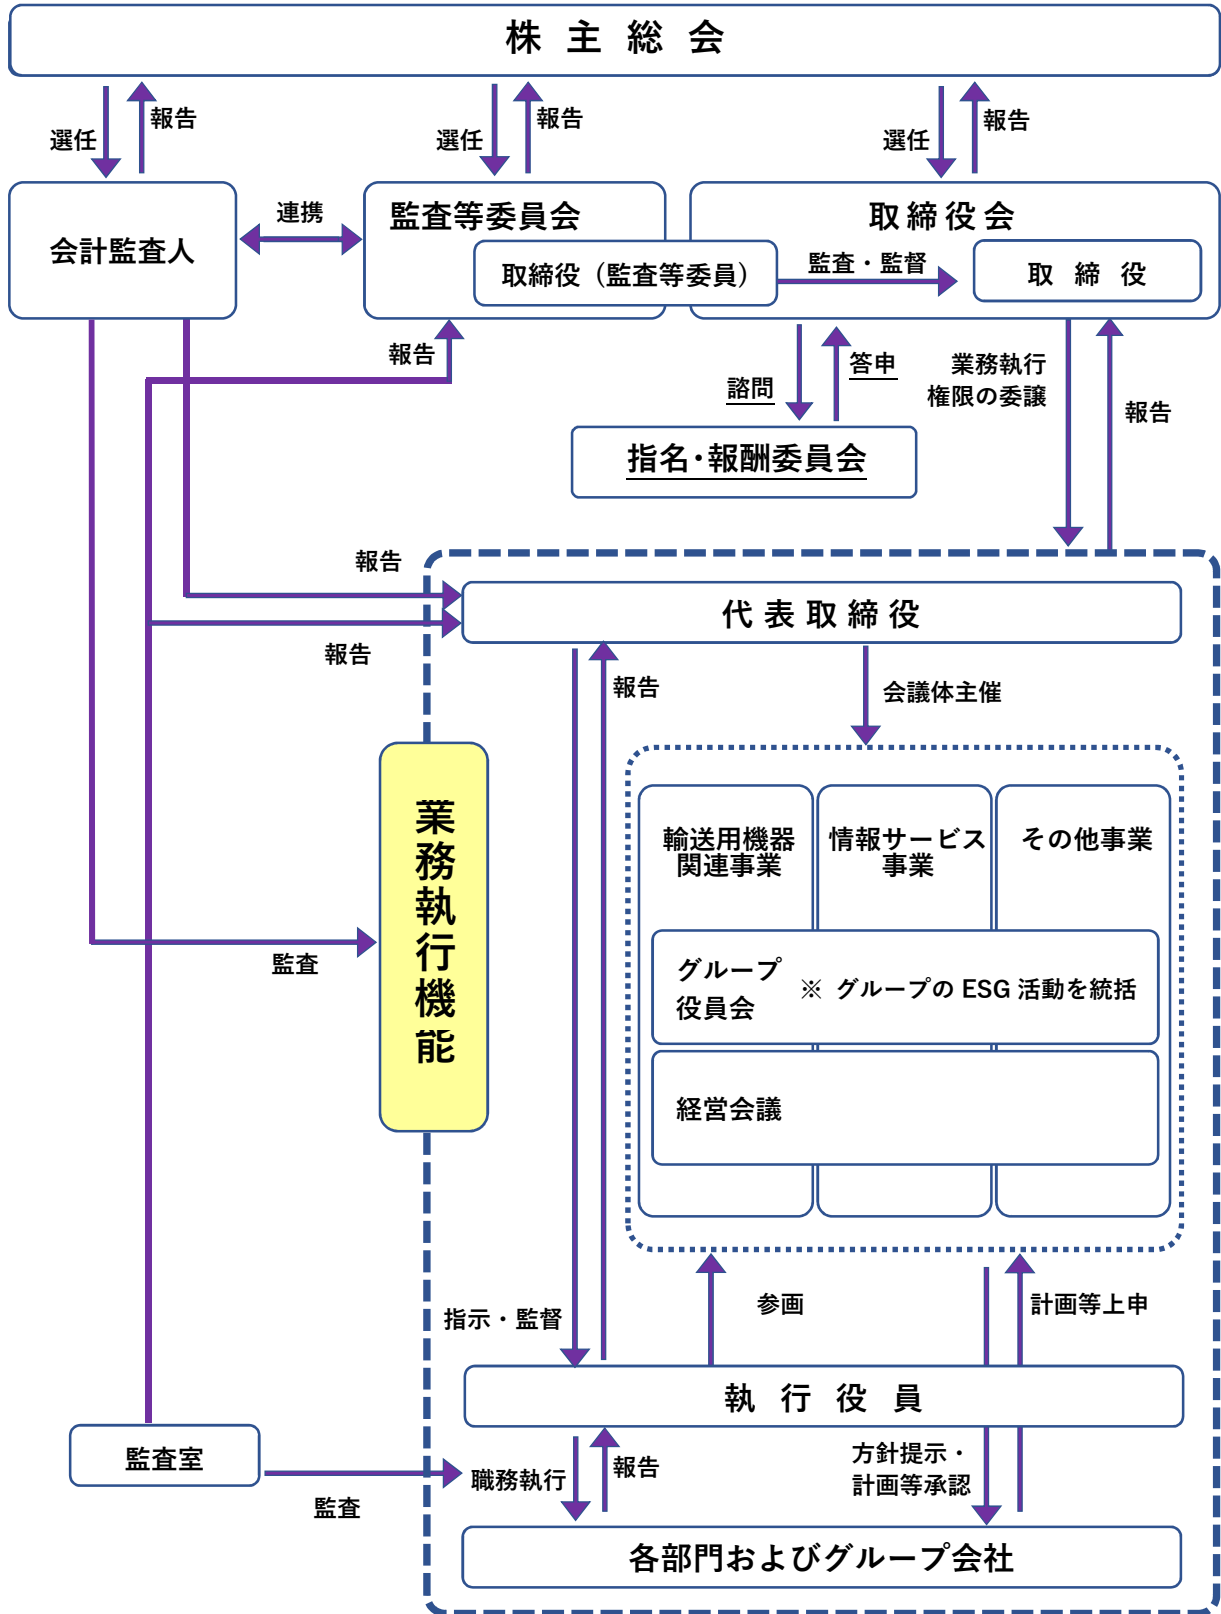 株主総会
選任
報告
選任
報告
選任
報告
会計監査人
連携
監査等委員会
取締役会
取締役（監査等委員）
監査・監督
取締役
報告
諮問
答申
業務執行
権限の委譲
報告
指名・報酬委員会
報告
代表取締役
報告
報告
会議体主催
業務執行機能
輸送用機器
関連事業
情報サービス
事業
その他事業
監査
グループ
役員会
※ グループの ESG 活動を統括
経営会議
指示・監督
参画
計画等上申
執行役員
監査室
監査
職務執行
報告
方針提示・
計画等承認
各部門およびグループ会社